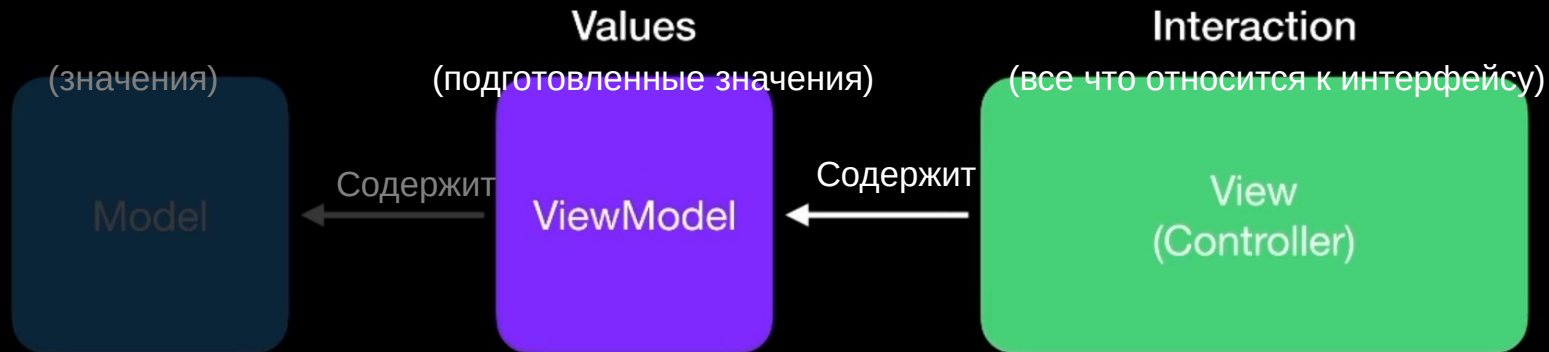 Values
Interaction
(значения)
(подготовленные значения)
(все что относится к интерфейсу)
Содержит
Содержит
Model
ViewModel
View
(Controller)